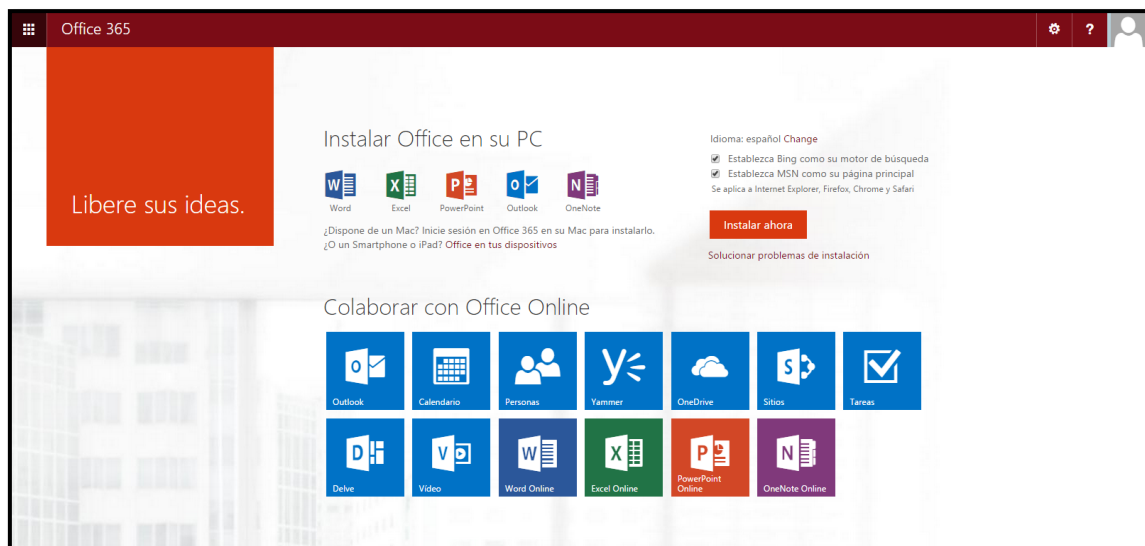 Office 365
?
Libere sus ideas.
Instalar Office en su PC
Word Excel PowerPoint Outlook OneNote
¿Dispone de un Mac? Inicie sesión en Office 365 en su Mac para instalarlo.
¿O un Smartphone o iPad? Office en tus dispositivos
Idioma: español Change
Establezca Bing como su motor de búsqueda
Establezca MSN como su página principal
Se aplica a Internet Explorer, Firefox, Chrome y Safari
Instalar ahora
Solucionar problemas de instalación
Colaborar con Office Online
Outlook Calendario Personas Yammer OneDrive Sitios Tareas
Delve Vídeo Word Online Excel Online PowerPoint Online OneNote Online